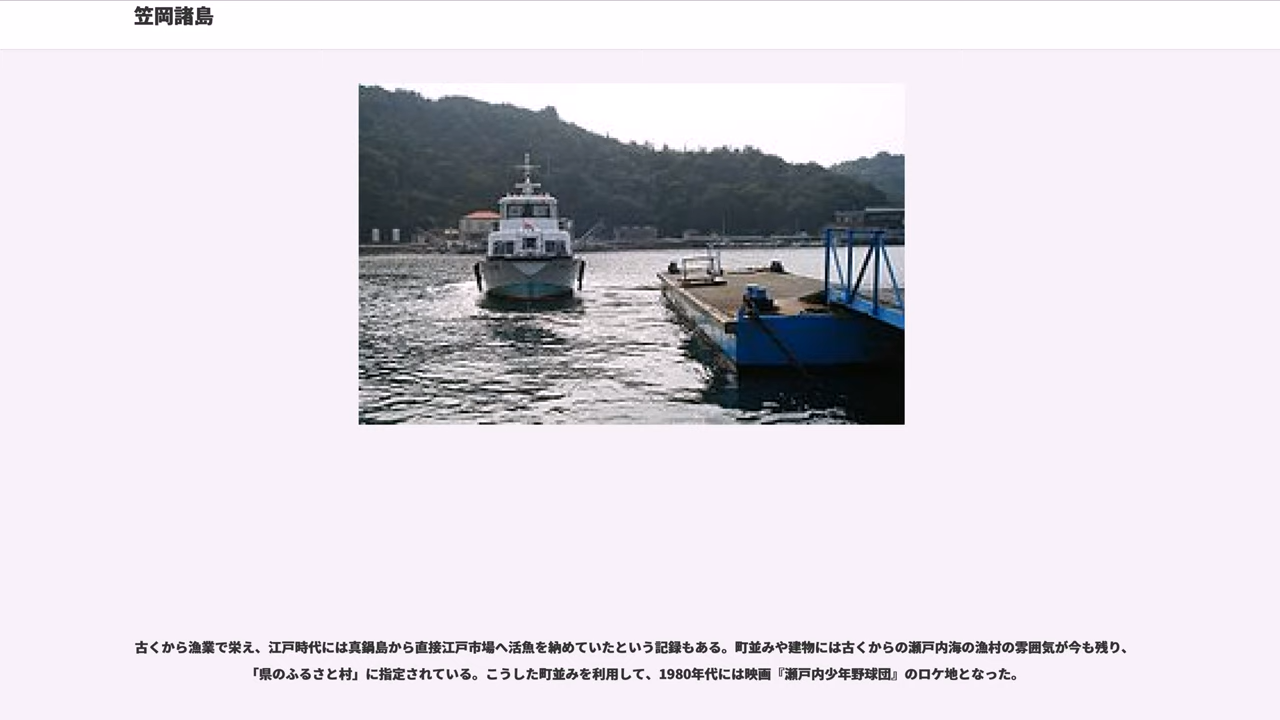 笠岡諸島
古くから漁業で栄え、江戸時代には真鍋島から直接江戸市場へ活魚を納めていたという記録もある。町並みや建物には古くからの瀬戸内海の漁村の雰囲気が今も残り、
「県のふるさと村」に指定されている。こうした町並みを利用して、1980年代には映画『瀬戸内少年野球団』のロケ地となった。